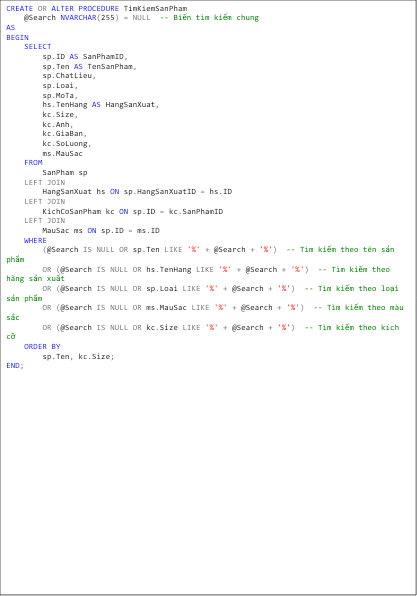 CREATE OR ALTER PROCEDURE TimKiemSanPham
    @Search NVARCHAR(255) = NULL  -- Biến tìm kiếm chung
AS
BEGIN
    SELECT
        sp.ID AS SanPhamID,
        sp.Ten AS TenSanPham,
        sp.ChatLieu,
        sp.Loai,
        sp.MoTa,
        hs.TenHang AS HangSanXuat,
        kc.Size,
        kc.Anh,
        kc.GiaBan,
        kc.SoLuong,
        ms.MauSac
    FROM
        SanPham sp
    LEFT JOIN
        HangSanXuat hs ON sp.HangSanXuatID = hs.ID
    LEFT JOIN
        KichCoSanPham kc ON sp.ID = kc.SanPhamID
    LEFT JOIN
        MauSac ms ON sp.ID = ms.ID
    WHERE
        (@Search IS NULL OR sp.Ten LIKE '%' + @Search + '%')  -- Tìm kiếm theo tên sản
phẩm
        OR (@Search IS NULL OR hs.TenHang LIKE '%' + @Search + '%')  -- Tìm kiếm theo
hãng sản xuất
        OR (@Search IS NULL OR sp.Loai LIKE '%' + @Search + '%')  -- Tìm kiếm theo loại
sản phẩm
        OR (@Search IS NULL OR ms.MauSac LIKE '%' + @Search + '%')  -- Tìm kiếm theo màu
sắc
        OR (@Search IS NULL OR kc.Size LIKE '%' + @Search + '%')  -- Tìm kiếm theo kích
cỡ
    ORDER BY
        sp.Ten, kc.Size;
END;